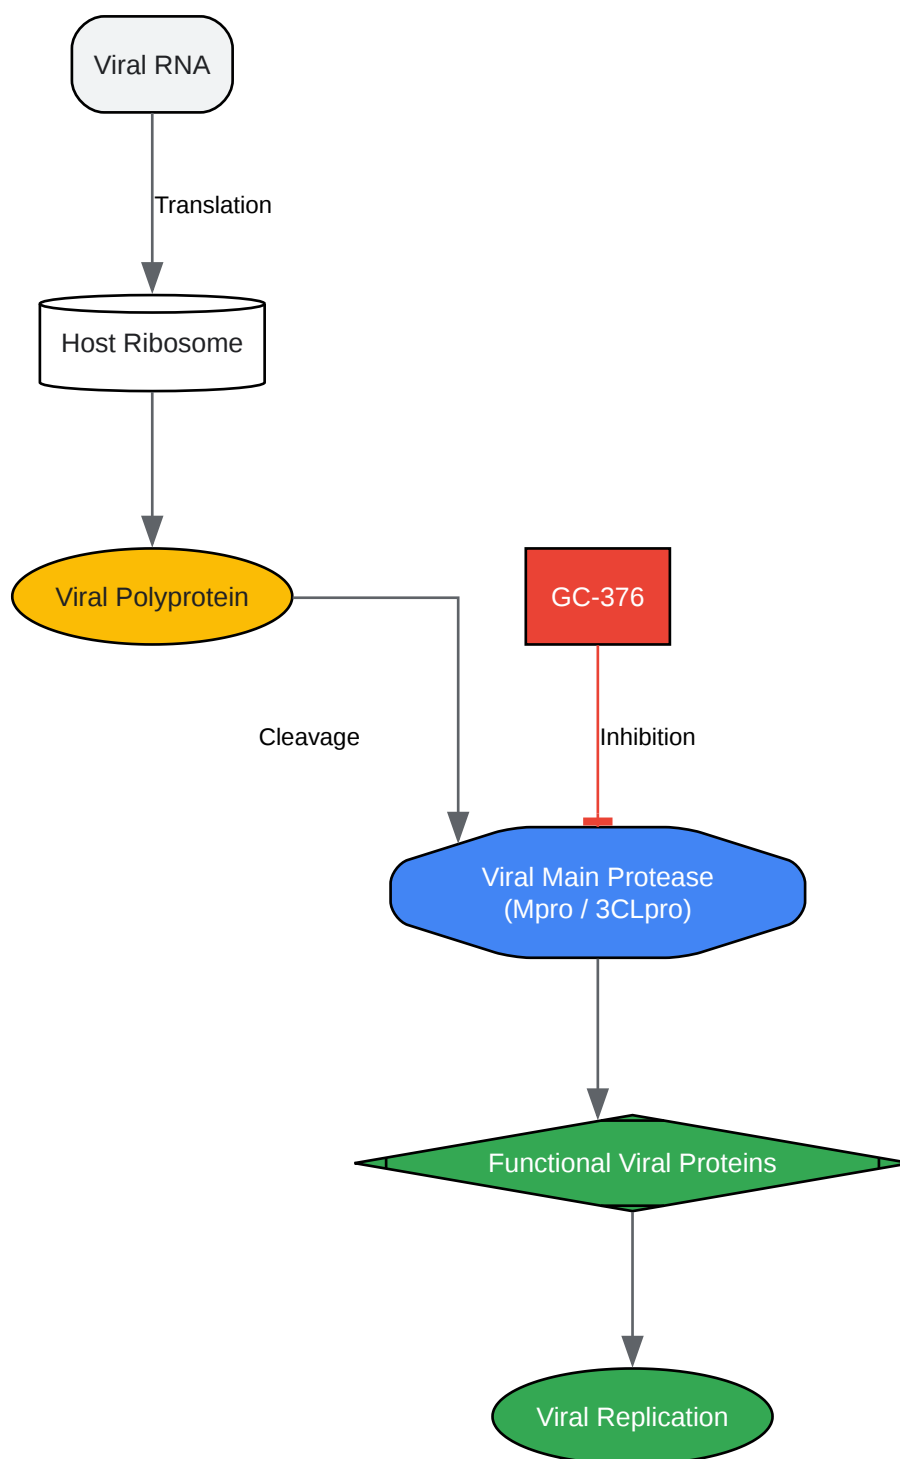 Viral RNA
Translation
Host Ribosome
Viral Polyprotein
GC-376
Cleavage
Inhibition
Viral Main Protease
(Mpro / 3CLpro)
Functional Viral Proteins
Viral Replication